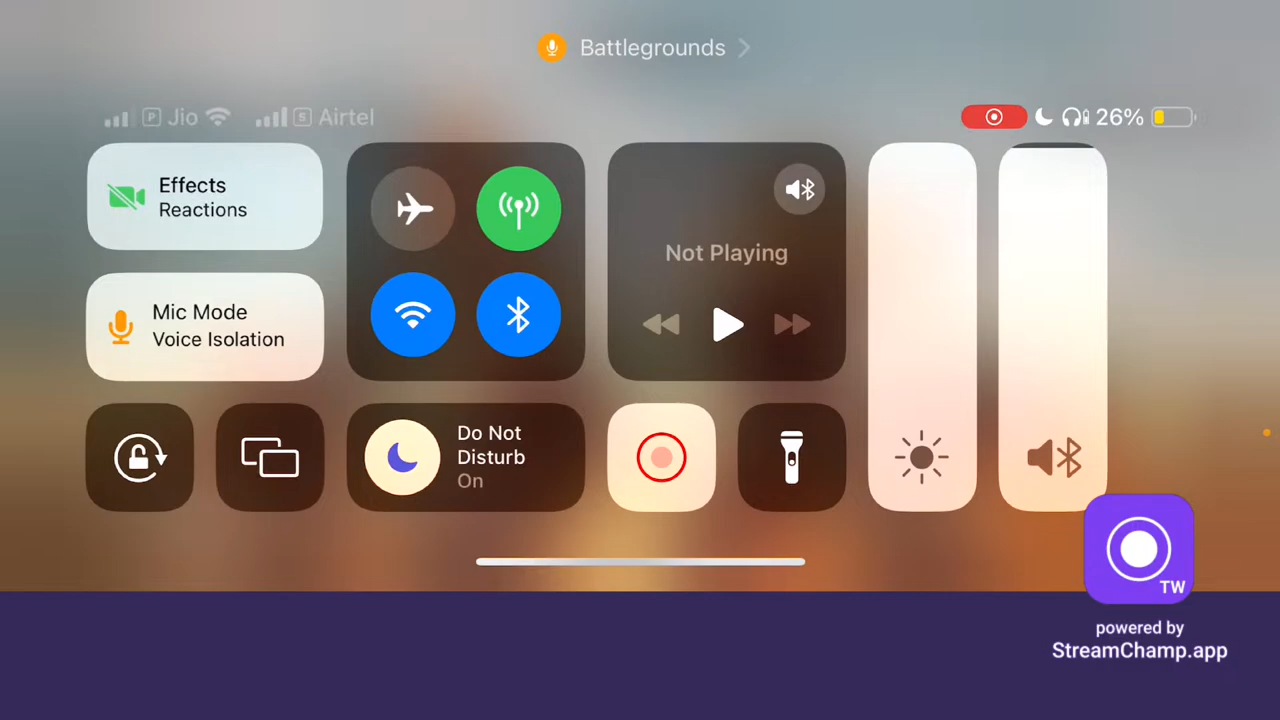 Battlegrounds
P Jio S Airtel 26%
Effects
Reactions
Mic Mode
Voice Isolation
Not Playing
Do Not
Disturb
On
TW
powered by
StreamChamp.app